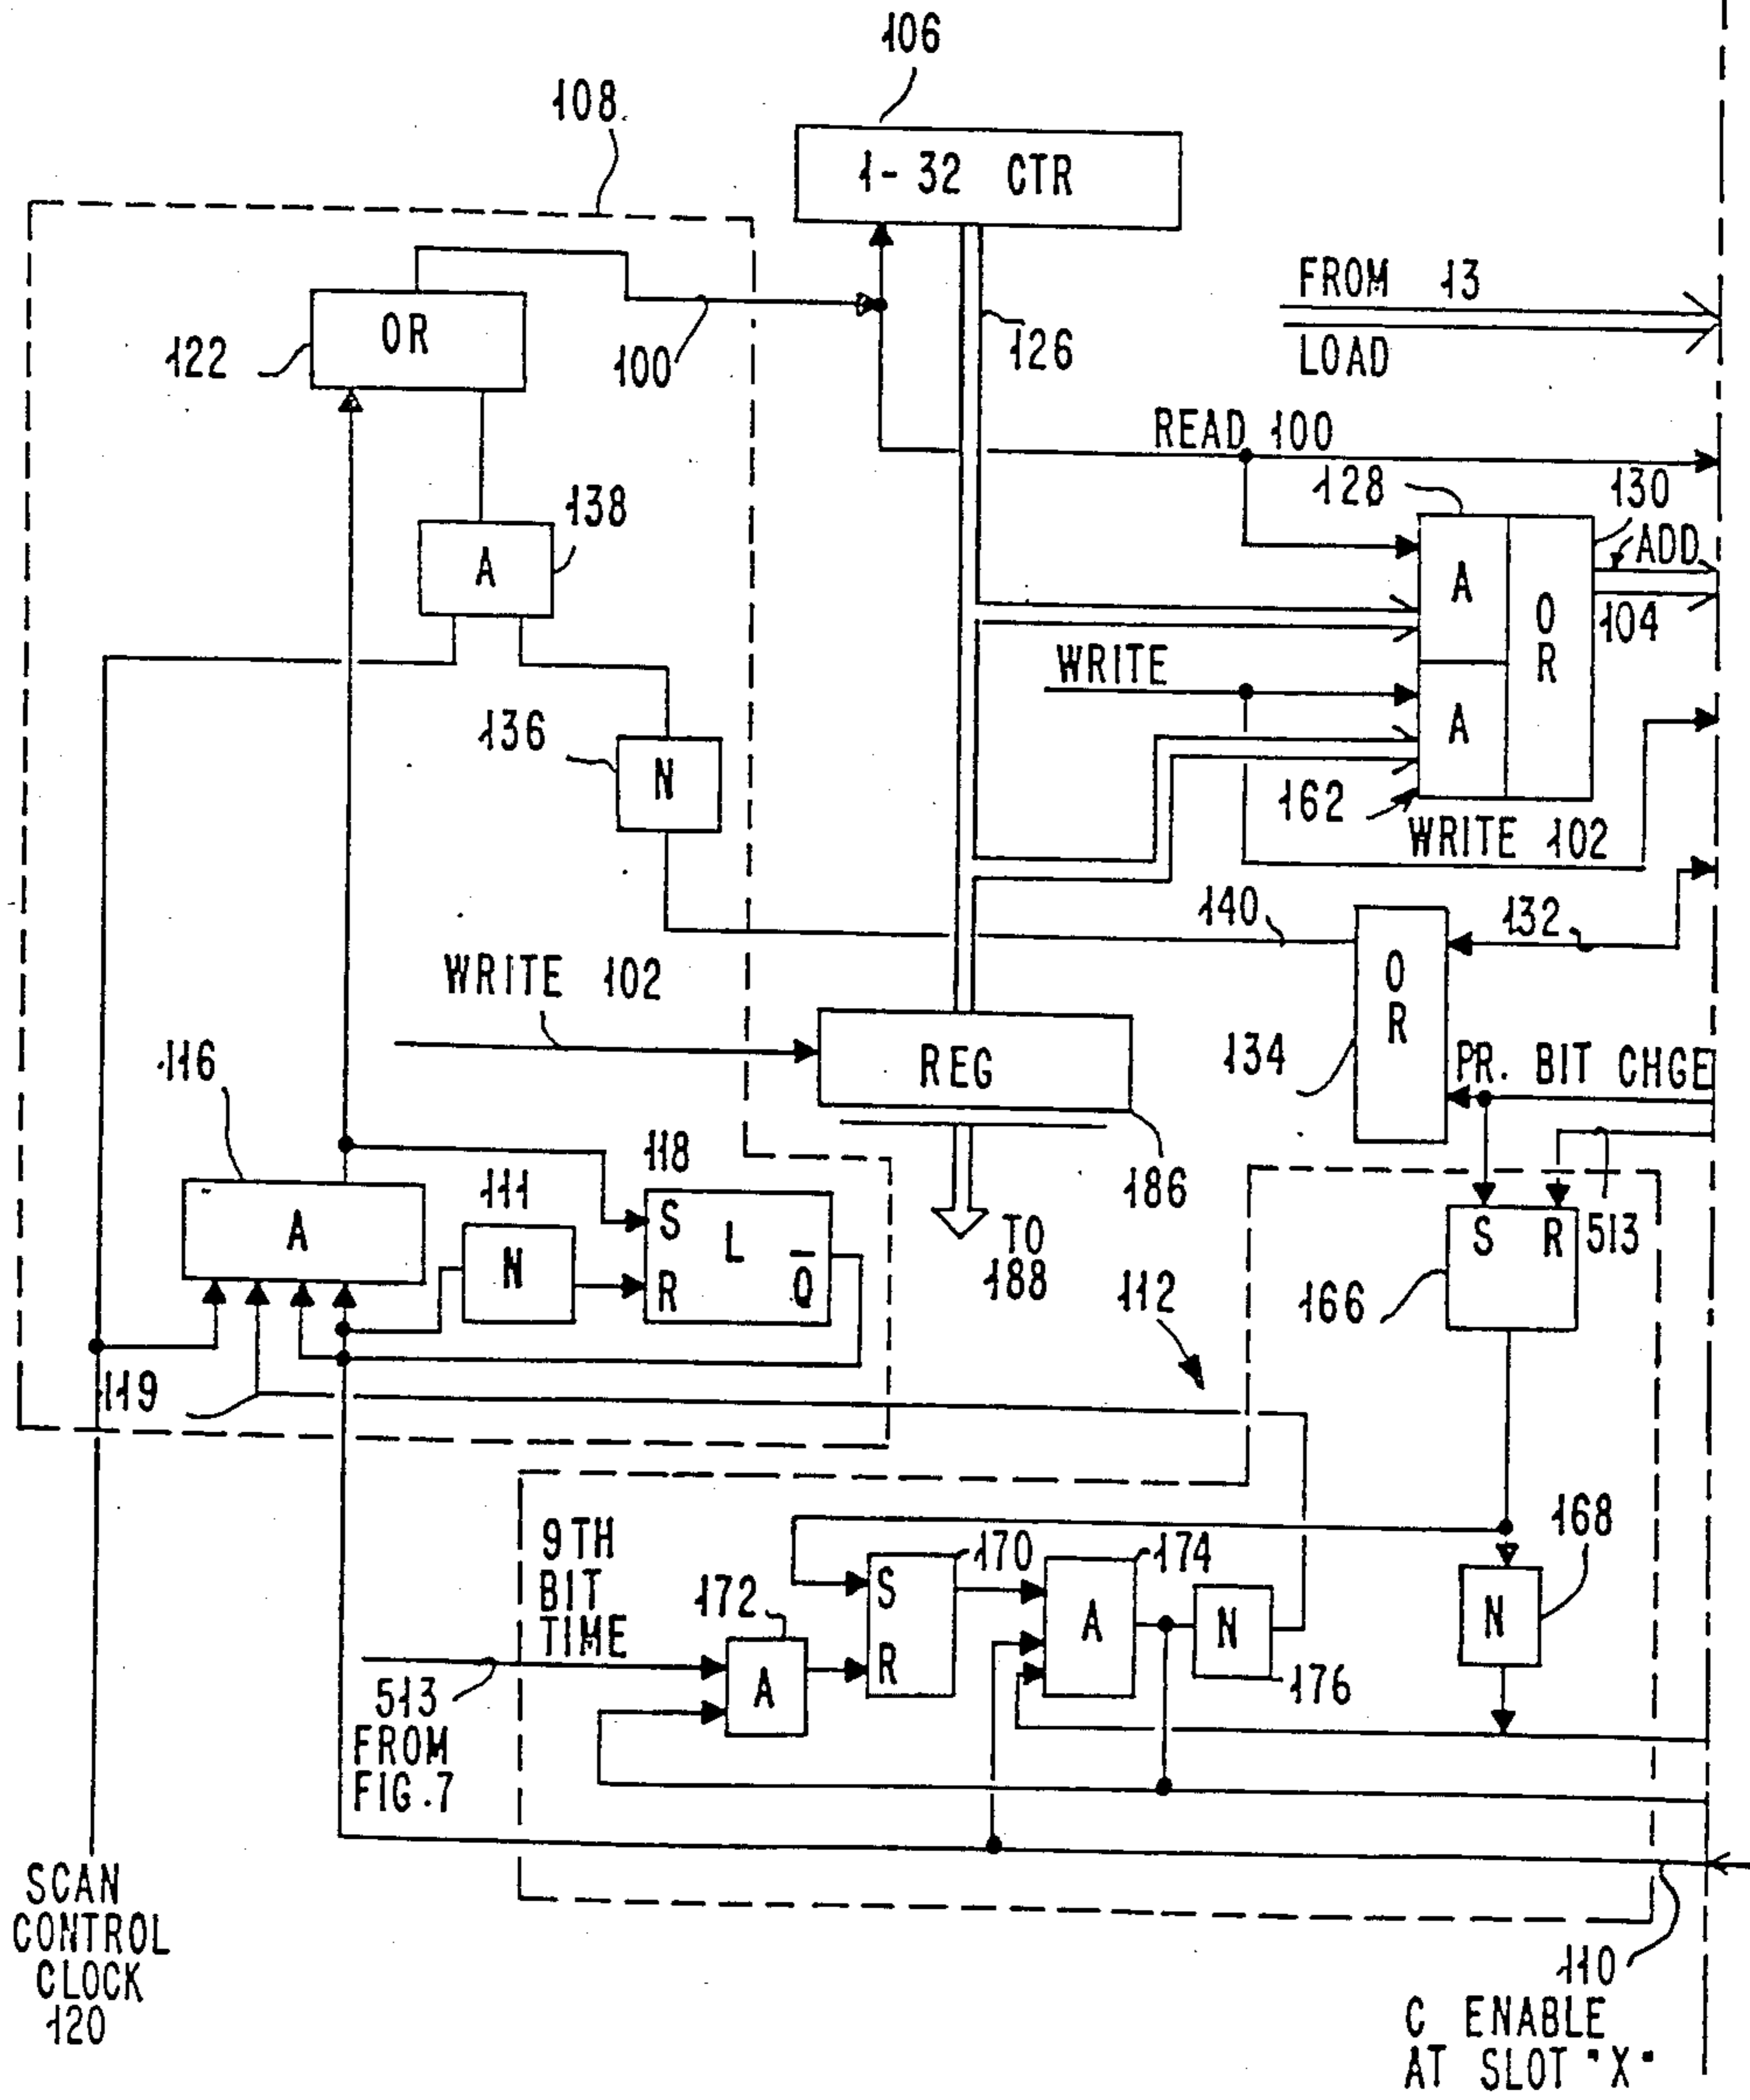 106
108
1-32 CTR
FROM 13
LOAD
OR
122
100
126
READ 100
128
130
138
A
A
OR
ADD
104
WRITE
A
136
N
162
WRITE 102
140
132
WRITE 102
OR
134
116
REG
PR. BIT CHGE
186
118
111
A
N
S
L
R
Q
TO
188
112
S R
513
166
119
9TH
BIT
TIME
170
174
168
172
S
R
A
A
N
N
176
513
FROM
FIG.7
SCAN
CONTROL
CLOCK
120
110
C ENABLE
AT SLOT "X"